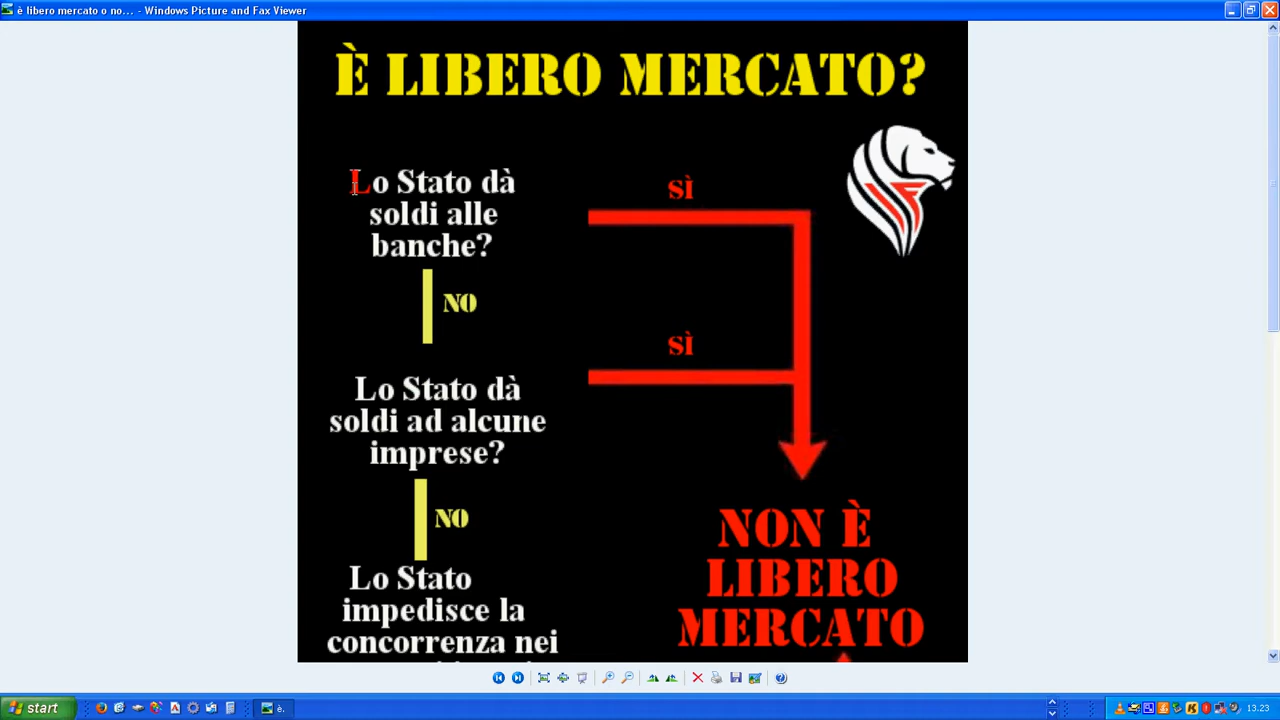 è libero mercato o no... - Windows Picture and Fax Viewer
È LIBERO MERCATO?
Lo Stato dà
soldi alle
banche?
SÌ
NO
SÌ
Lo Stato dà
soldi ad alcune
imprese?
NO
NON È
LIBERO
MERCATO
Lo Stato
impedisce la
concorrenza nei
start
è.
13.23